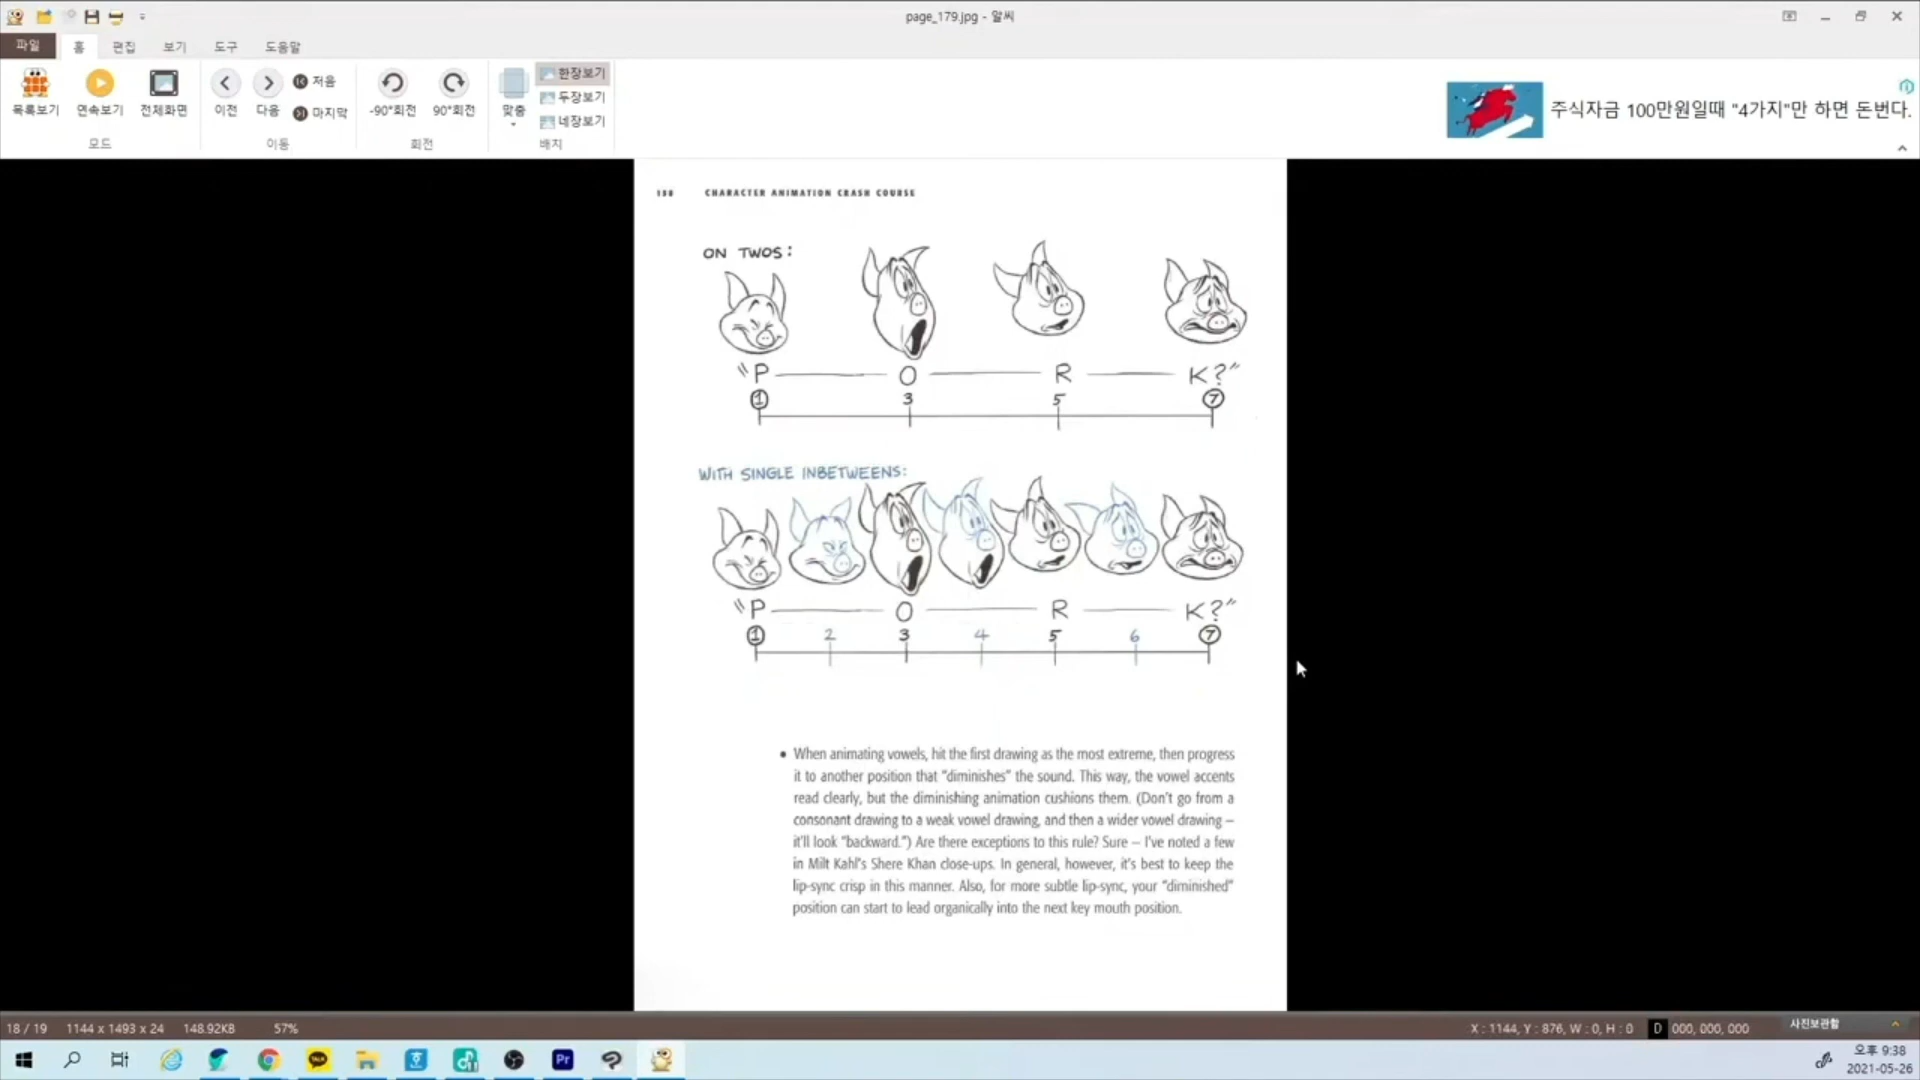 page_179.jpg - 알씨
파일 홈 편집 보기 도구 도움말
목록보기 연속보기 전체화면
모드
이전 다음 처음 마지막
이동
-90°회전 90°회전
회전
맞춤 한장보기
두장보기
네장보기
배치
주식자금 100만원일때 "4가지"만 하면 돈번다.
CHARACTER ANIMATION CRASH COURSE
ON TWOS:
"P O R K?"
1 3 5 7
WITH SINGLE INBETWEENS:
"P O R K?"
1 2 3 4 5 6 7
• When animating vowels, hit the first drawing as the most extreme, then progress
it to another position that "diminishes" the sound. This way, the vowel accents
read clearly, but the diminishing animation cushions them. (Don't go from a
consonant drawing to a weak vowel drawing, and then a wider vowel drawing –
it'll look "backward.") Are there exceptions to this rule? Sure – I've noted a few
in Milt Kahl's Shere Khan close-ups. In general, however, it's best to keep the
lip-sync crisp in this manner. Also, for more subtle lip-sync, your "diminished"
position can start to lead organically into the next key mouth position.
18 / 19 1144 x 1493 x 24 148.92KB 57%
X : 1144, Y : 876, W : 0, H : 0 D 000, 000, 000 사진보관함
TALK
Pr
오후 9:38
2021-05-26